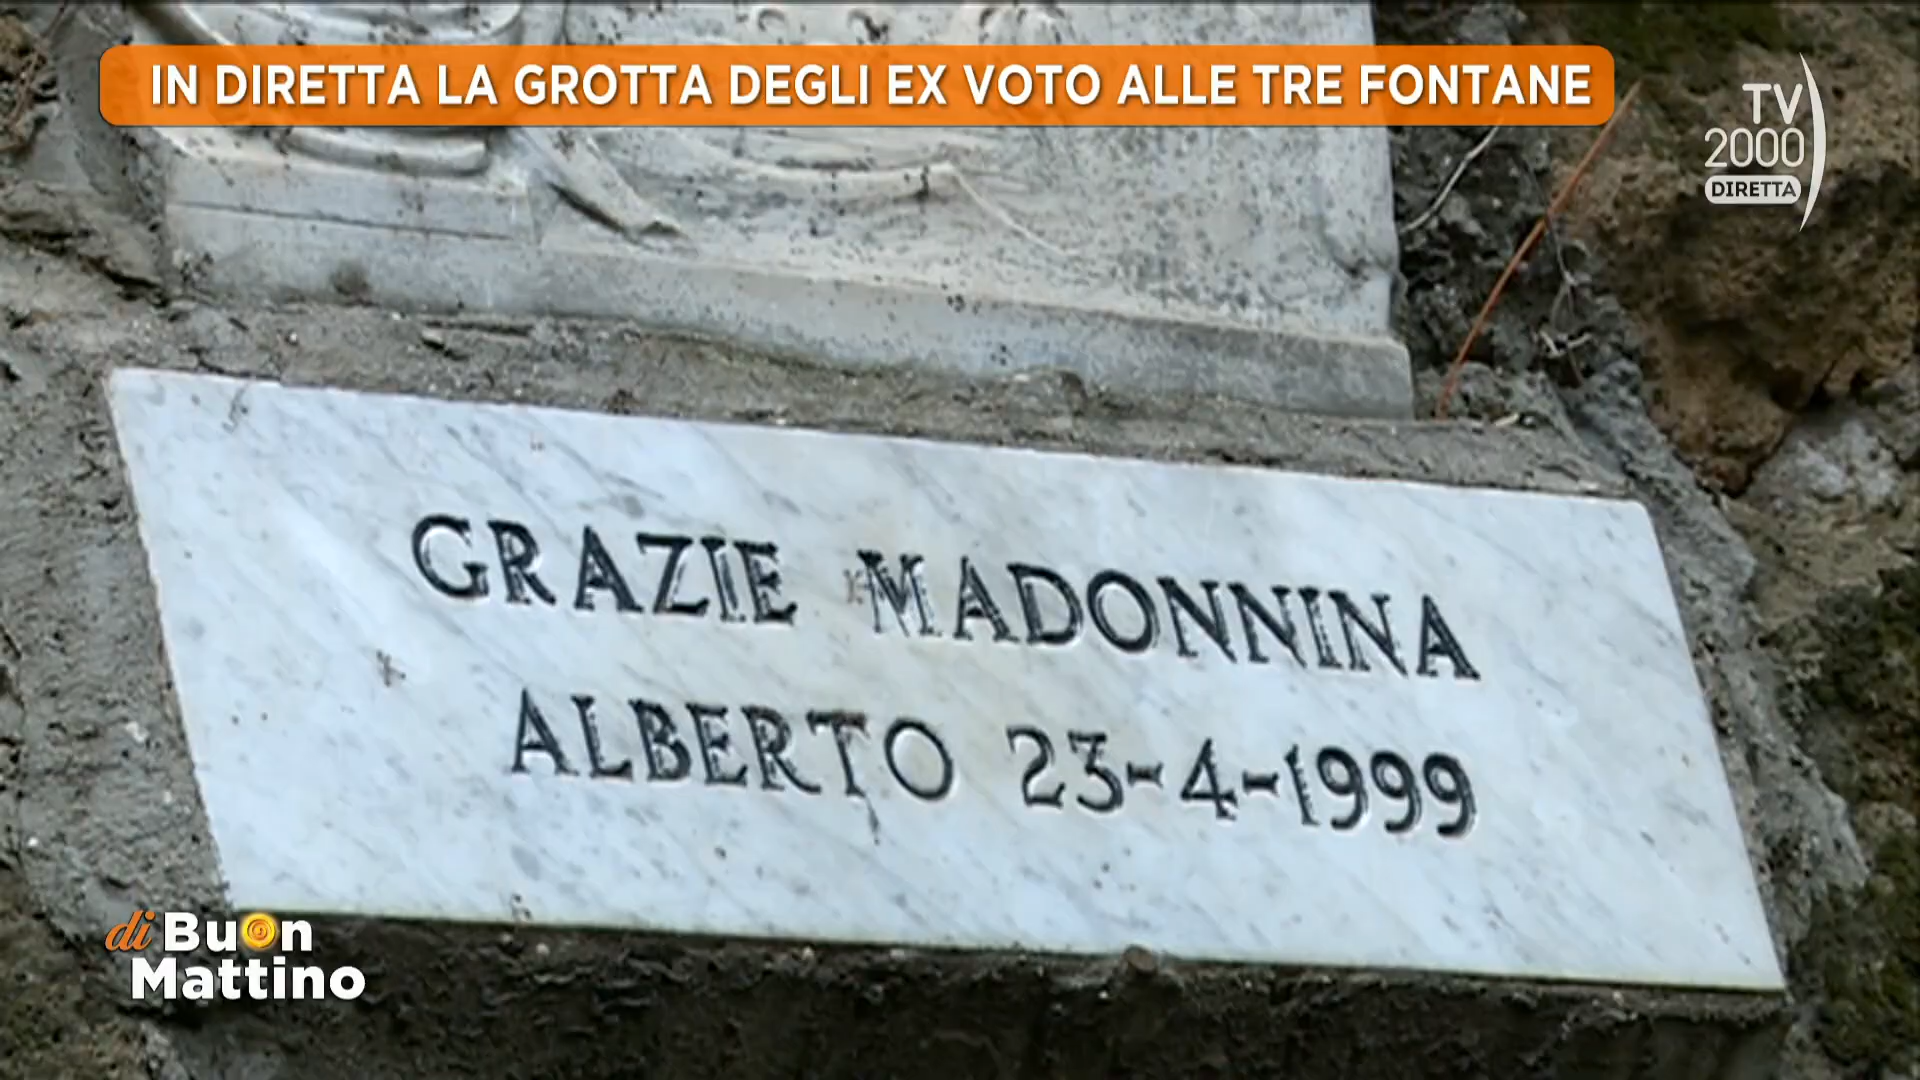 IN DIRETTA LA GROTTA DEGLI EX VOTO ALLE TRE FONTANE
TV
2000
DIRETTA
GRAZIE MADONNINA
ALBERTO 23-4-1999
di Buon
Mattino